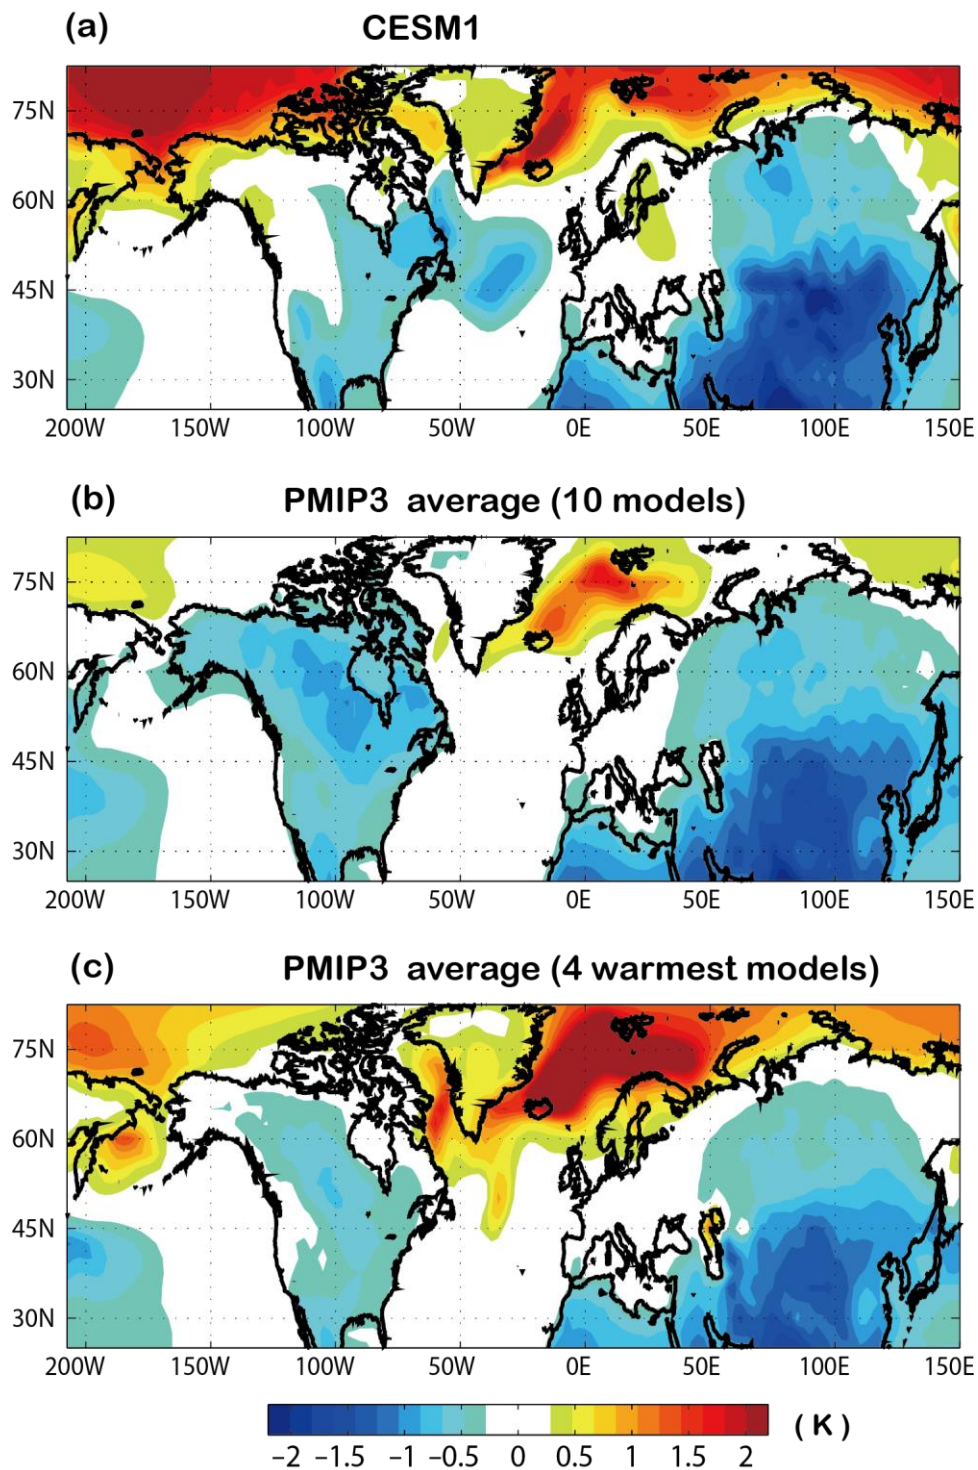 (a) CESM1
75N
60N
45N
30N
200W 150W 100W 50W 0E 50E 100E 150E
(b) PMIP3 average (10 models)
75N
60N
45N
30N
200W 150W 100W 50W 0E 50E 100E 150E
(c) PMIP3 average (4 warmest models)
75N
60N
45N
30N
200W 150W 100W 50W 0E 50E 100E 150E
−2 −1.5 −1 −0.5 0 0.5 1 1.5 2 ( K )